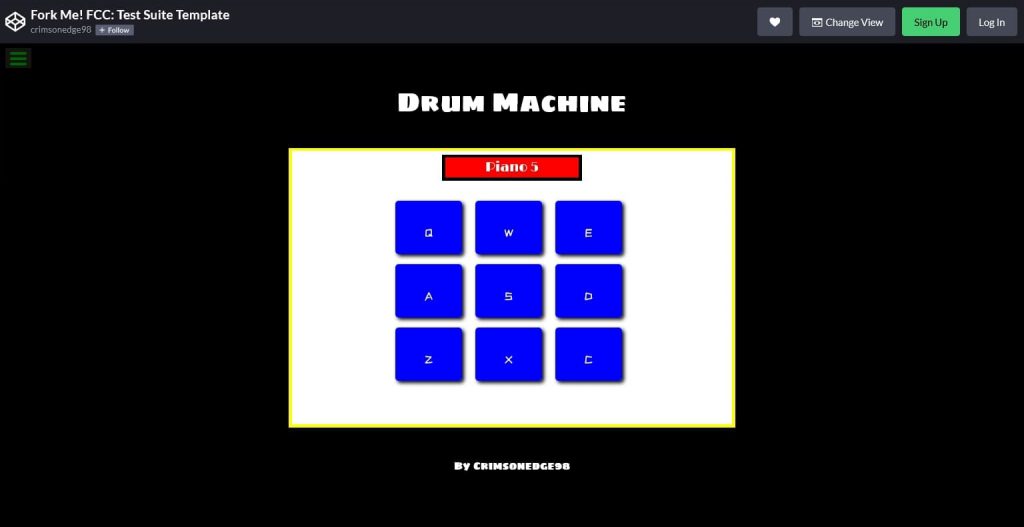 Fork Me! FCC: Test Suite Template
crimsonedge98 + Follow
Change View
Sign Up
Log In
Drum Machine
Piano 5
Q W E
A S D
Z X C
By Crimsonedge98